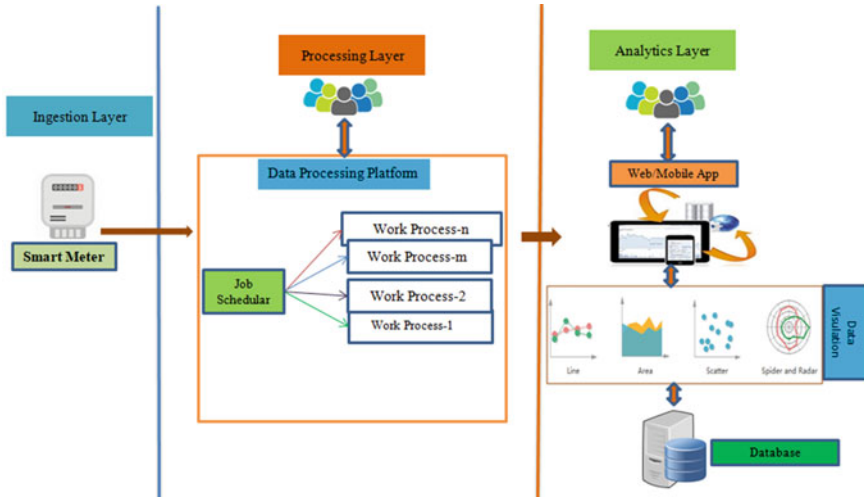 Ingestion Layer
Smart Meter
Processing Layer
Data Processing Platform
Job
Schedular
Work Process-n
Work Process-m
Work Process-2
Work Process-1
Analytics Layer
Web/Mobile App
Line
Area
Scatter
Spider and Radar
Data
Visulation
Database